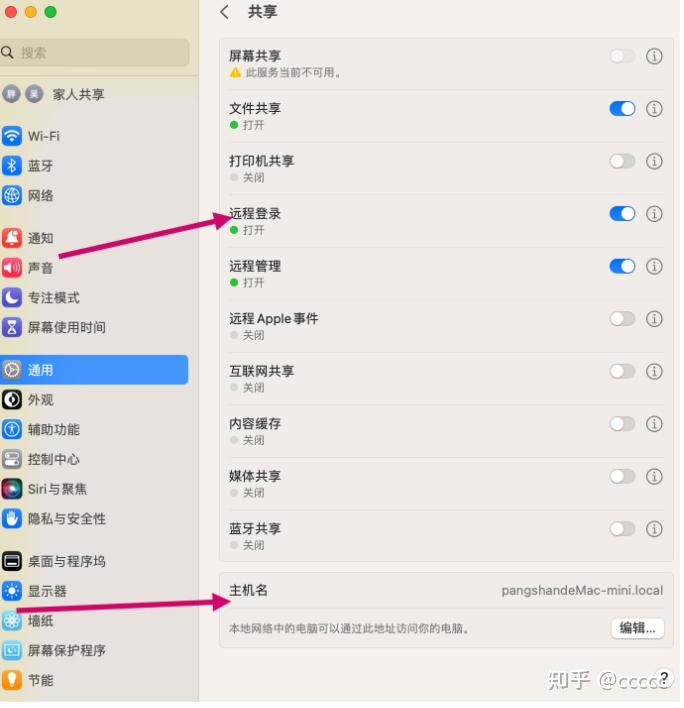 共享
搜索
家人共享
Wi-Fi
蓝牙
网络
通知
声音
专注模式
屏幕使用时间
通用
外观
辅助功能
控制中心
Siri与聚焦
隐私与安全性
桌面与程序坞
显示器
墙纸
屏幕保护程序
节能
屏幕共享
此服务当前不可用。
文件共享
打开
打印机共享
关闭
远程登录
打开
远程管理
打开
远程Apple事件
关闭
互联网共享
关闭
内容缓存
关闭
媒体共享
关闭
蓝牙共享
关闭
主机名 pangshandeMac-mini.local
本地网络中的电脑可以通过此地址访问你的电脑。 编辑...
?
知乎